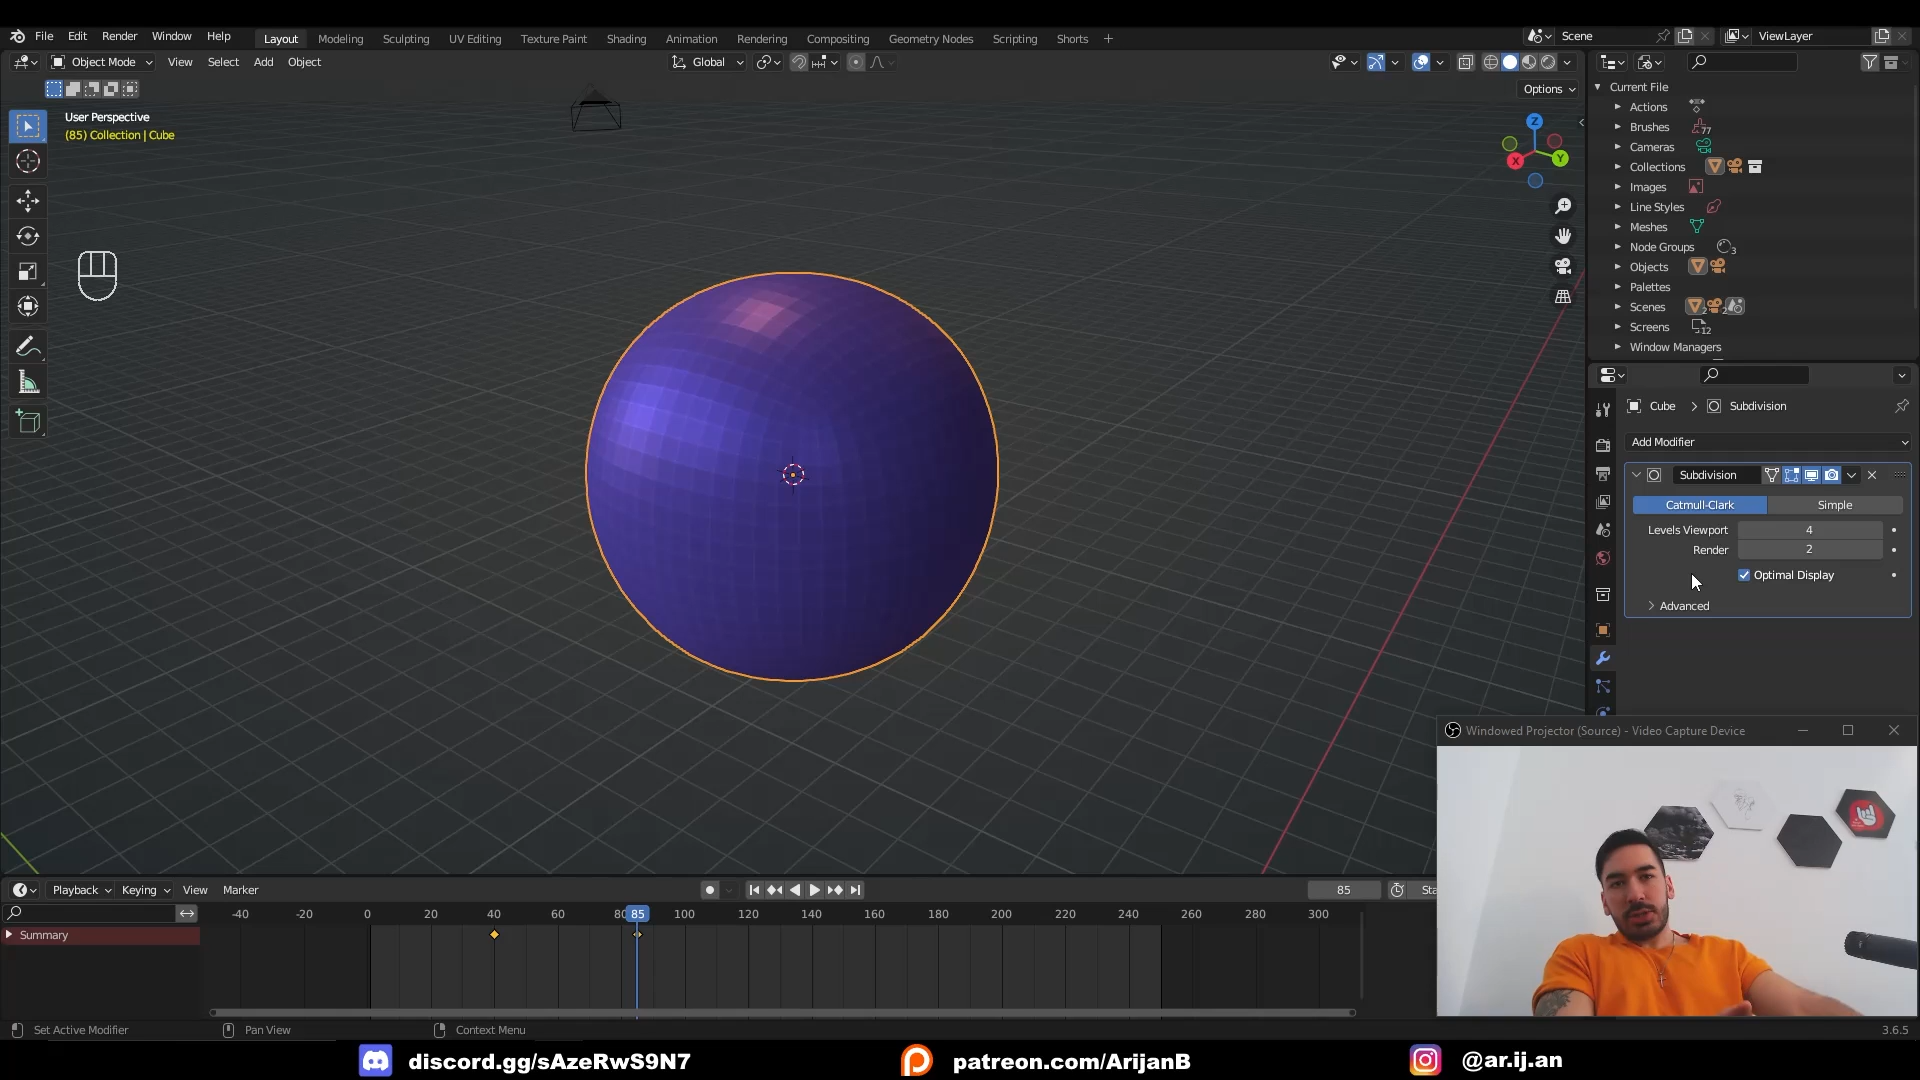 File Edit Render Window Help Layout Modeling Sculpting UV Editing Texture Paint Shading Animation Rendering Compositing Geometry Nodes Scripting Shorts + Scene ViewLayer
Object Mode View Select Add Object Global
Options
User Perspective
(85) Collection | Cube
Z
X
Y
Current File
Actions
Brushes 77
Cameras
Collections
Images
Line Styles
Meshes
Node Groups 3
Objects
Palettes
Scenes 2 2
Screens 12
Window Managers
Cube > Subdivision
Add Modifier
Subdivision
Catmull-Clark Simple
Levels Viewport 4
Render 2
Optimal Display
Advanced
Windowed Projector (Source) - Video Capture Device
Playback Keying View Marker 85 Sta
-40 -20 0 20 40 60 80 85 100 120 140 160 180 200 220 240 260 280 300
Summary
Set Active Modifier Pan View Context Menu 3.6.5
discord.gg/sAzeRwS9N7 patreon.com/ArijanB @ar.ij.an